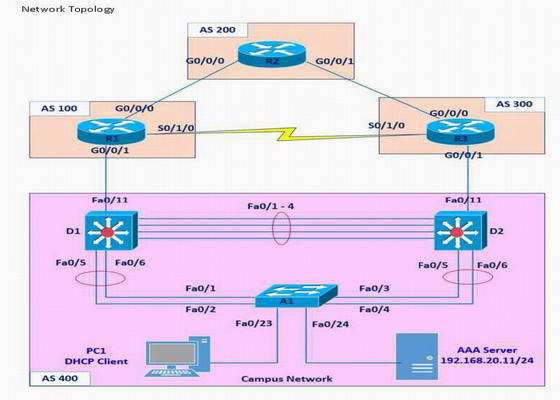 Network Topology
AS 200
R2
G0/0/0
G0/0/1
AS 100
G0/0/0
R1
S0/1/0
G0/0/1
AS 300
G0/0/0
S0/1/0
R3
G0/0/1
Fa0/11
Fa0/1 - 4
Fa0/11
D1
D2
Fa0/5
Fa0/6
Fa0/5
Fa0/6
Fa0/1
Fa0/2
A1
Fa0/3
Fa0/4
Fa0/23
Fa0/24
PC1
DHCP Client
AAA Server
192.168.20.11/24
AS 400
Campus Network